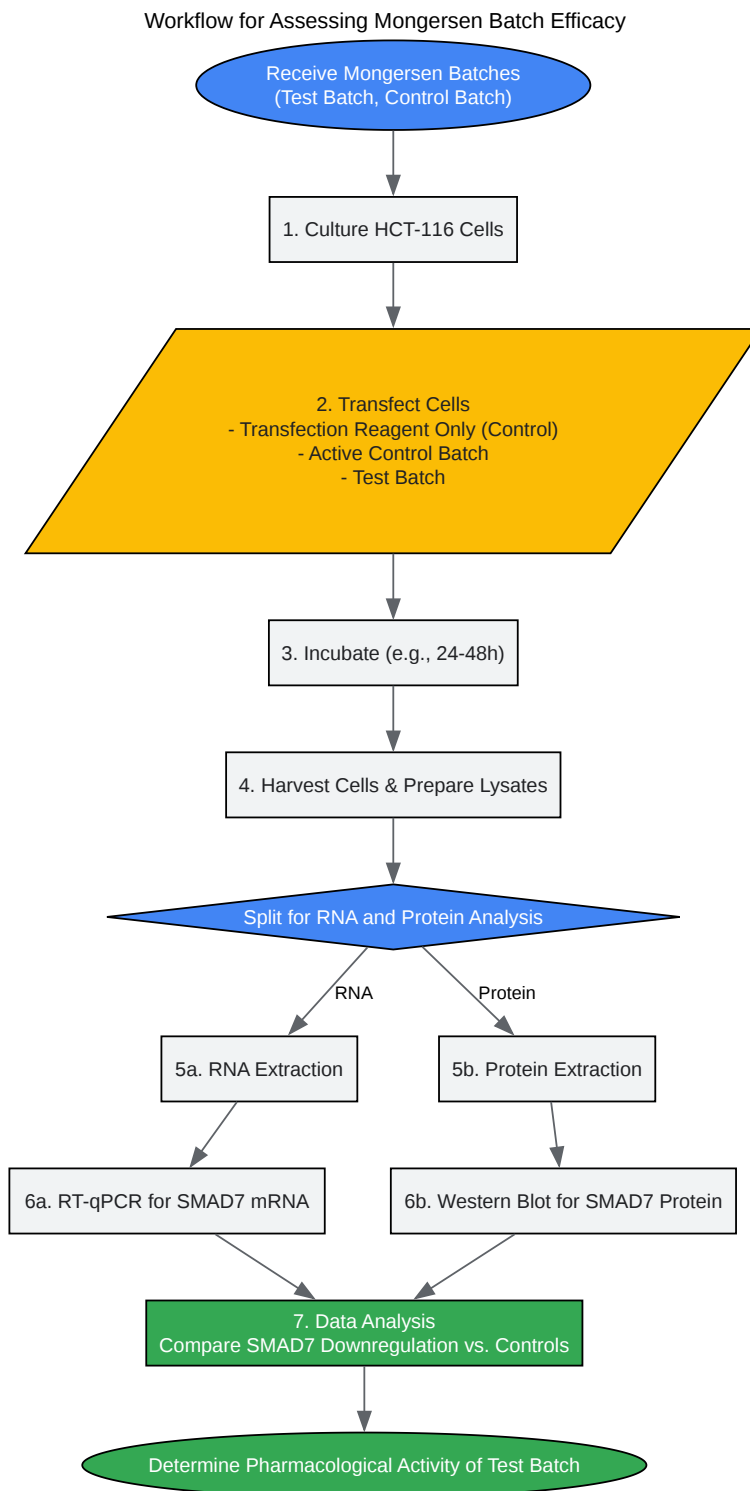 Workflow for Assessing Mongersen Batch Efficacy
Receive Mongersen Batches
(Test Batch, Control Batch)
1. Culture HCT-116 Cells
2. Transfect Cells
- Transfection Reagent Only (Control)
- Active Control Batch
- Test Batch
3. Incubate (e.g., 24-48h)
4. Harvest Cells & Prepare Lysates
Split for RNA and Protein Analysis
RNA
Protein
5a. RNA Extraction
5b. Protein Extraction
6a. RT-qPCR for SMAD7 mRNA
6b. Western Blot for SMAD7 Protein
7. Data Analysis
Compare SMAD7 Downregulation vs. Controls
Determine Pharmacological Activity of Test Batch